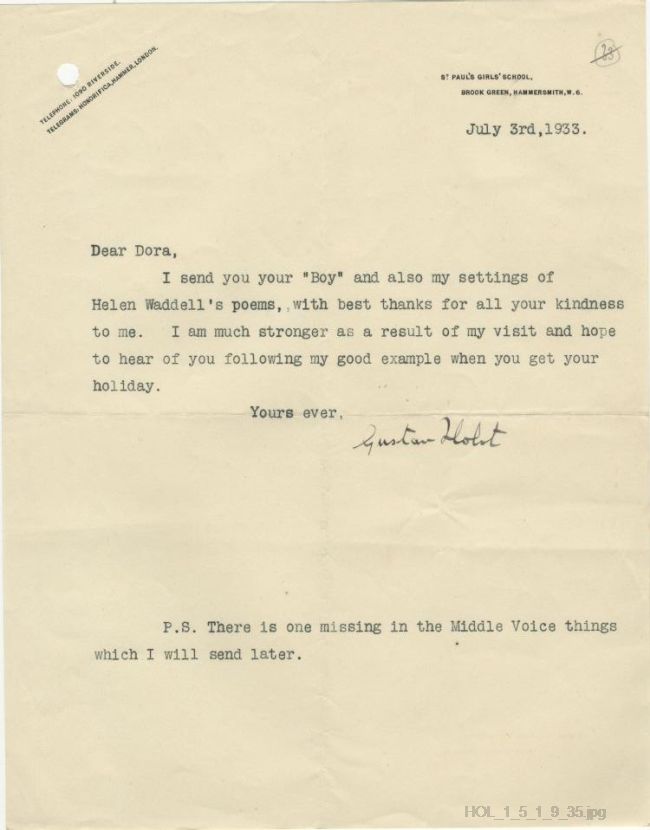 23
TELEPHONE: 1090 RIVERSIDE.
TELEGRAMS: HONORIFICA, HAMMER, LONDON.
ST PAUL'S GIRLS' SCHOOL,
BROOK GREEN, HAMMERSMITH, W. 6.
July 3rd,1933.
Dear Dora,
I send you your "Boy" and also my settings of
Helen Waddell's poems, with best thanks for all your kindness
to me. I am much stronger as a result of my visit and hope
to hear of you following my good example when you get your
holiday.
Yours ever,
Gustav Holst
P.S. There is one missing in the Middle Voice things
which I will send later.
HOL_1_5_1_9_35.jpg